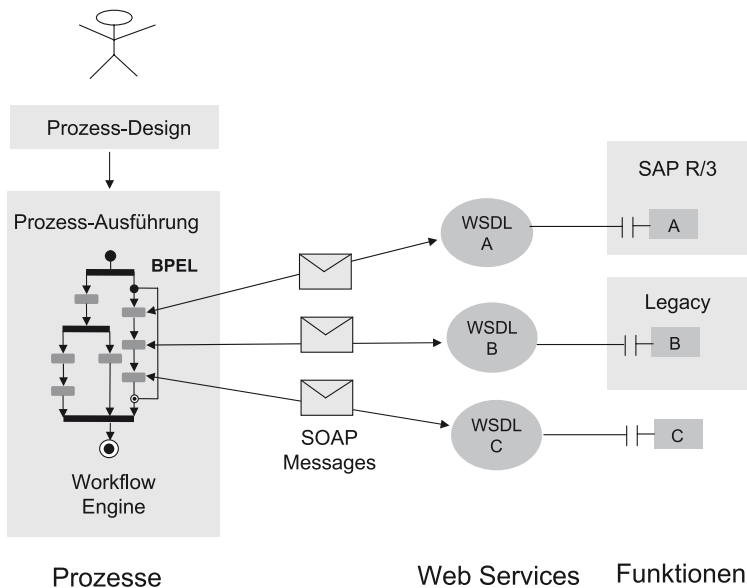 Prozess-Design
Prozess-Ausführung
BPEL
Workflow
Engine
SOAP
Messages
WSDL
A
WSDL
B
WSDL
C
SAP R/3
A
Legacy
B
C
Prozesse
Web Services
Funktionen